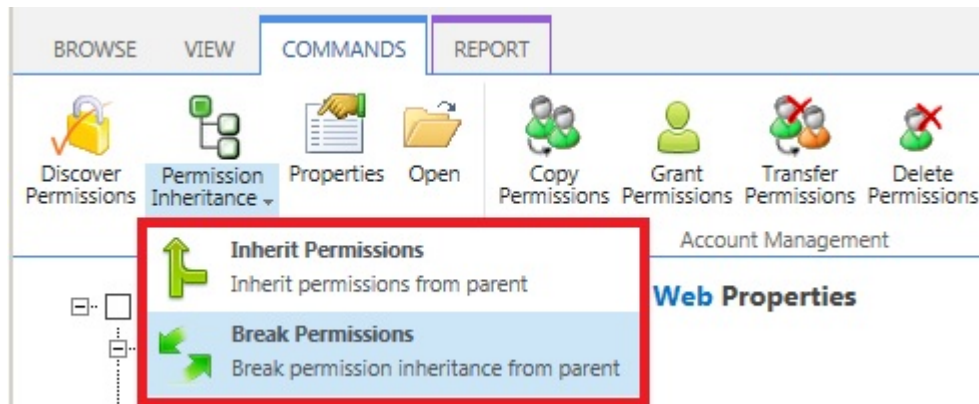 BROWSE VIEW COMMANDS REPORT
Discover Permissions
Permission Inheritance
Properties
Open
Copy Permissions
Grant Permissions
Transfer Permissions
Delete Permissions
Account Management
Inherit Permissions
Inherit permissions from parent
Break Permissions
Break permission inheritance from parent
Web Properties